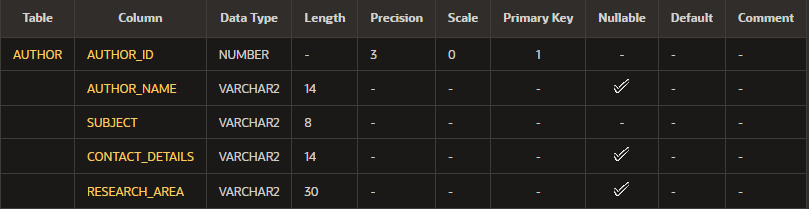 Table Column Data Type Length Precision Scale Primary Key Nullable Default Comment
AUTHOR AUTHOR_ID NUMBER - 3 0 1 - - -
AUTHOR_NAME VARCHAR2 14 - - - ✓ - -
SUBJECT VARCHAR2 8 - - - - - -
CONTACT_DETAILS VARCHAR2 14 - - - ✓ - -
RESEARCH_AREA VARCHAR2 30 - - - ✓ - -